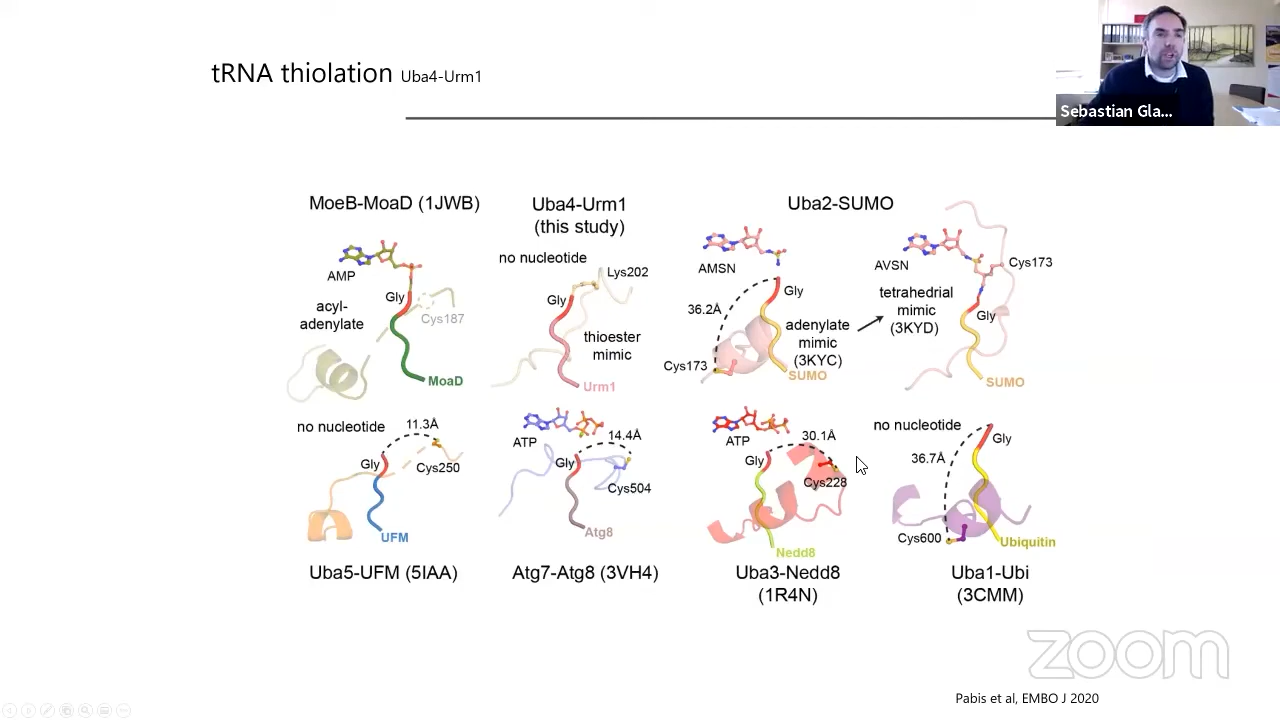 tRNA thiolation Uba4-Urm1
Sebastian Gla...
MoeB-MoaD (1JWB)
AMP
acyl-
adenylate
Gly
Cys187
MoaD
Uba4-Urm1
(this study)
no nucleotide
Lys202
Gly
thioester
mimic
Urm1
Uba2-SUMO
AMSN
36.2Å
Gly
adenylate
mimic
(3KYC)
Cys173
SUMO
AVSN
Cys173
tetrahedrial
mimic
(3KYD)
Gly
SUMO
no nucleotide
11.3Å
Gly
Cys250
UFM
Uba5-UFM (5IAA)
ATP
14.4Å
Gly
Cys504
Atg8
Atg7-Atg8 (3VH4)
ATP
30.1Å
Gly
Cys228
Nedd8
Uba3-Nedd8
(1R4N)
no nucleotide
36.7Å
Gly
Cys600
Ubiquitin
Uba1-Ubi
(3CMM)
zoom
Pabis et al, EMBO J 2020